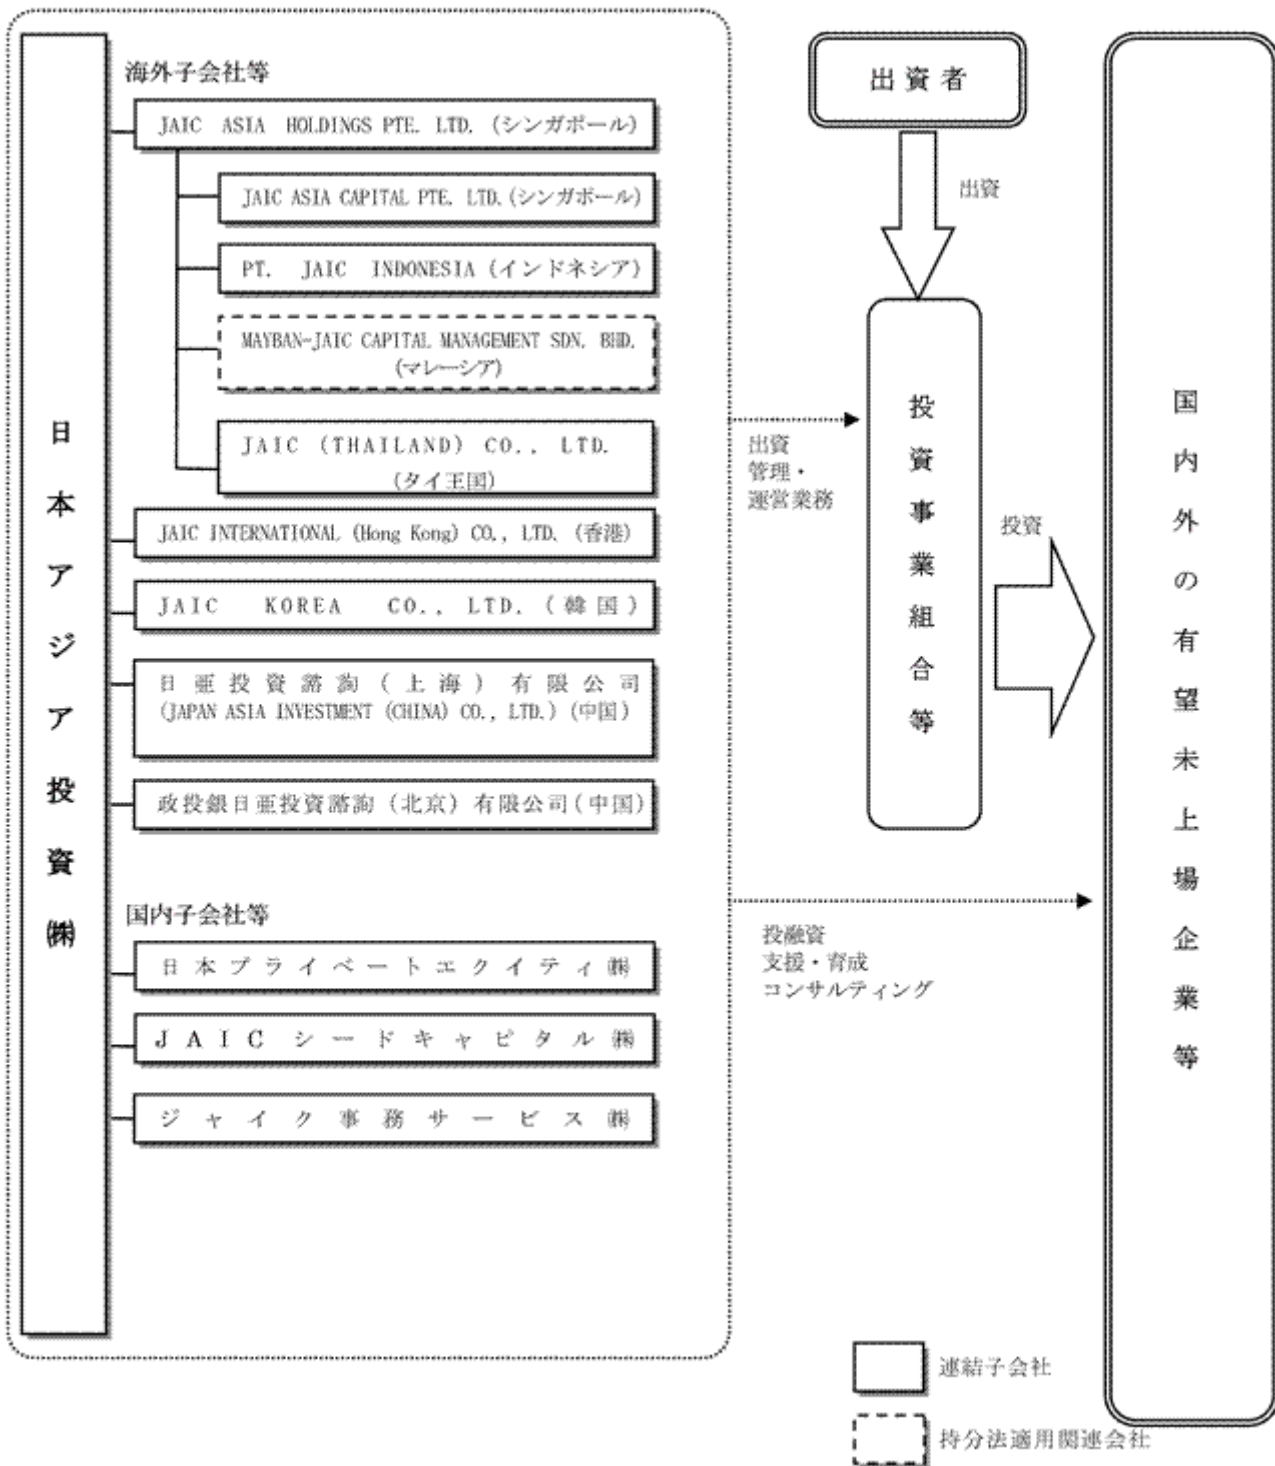 日本アジア投資㈱
海外子会社等
JAIC ASIA HOLDINGS PTE. LTD. (シンガポール)
JAIC ASIA CAPITAL PTE. LTD. (シンガポール)
PT. JAIC INDONESIA (インドネシア)
MAYBAN-JAIC CAPITAL MANAGEMENT SDN. BHD.
(マレーシア)
JAIC (THAILAND) CO., LTD.
(タイ王国)
JAIC INTERNATIONAL (Hong Kong) CO., LTD. (香港)
JAIC KOREA CO., LTD. (韓国)
日亜投資諮詢(上海)有限公司
(JAPAN ASIA INVESTMENT (CHINA) CO., LTD.) (中国)
政投銀日亜投資諮詢(北京)有限公司(中国)
国内子会社等
日本プライベートエクイティ㈱
JAICシードキャピタル㈱
ジャイク事務サービス㈱
出資者
出資
出資
管理・
運営業務
投資事業組合等
投資
投融資
支援・育成
コンサルティング
国内外の有望未上場企業等
連結子会社
持分法適用関連会社